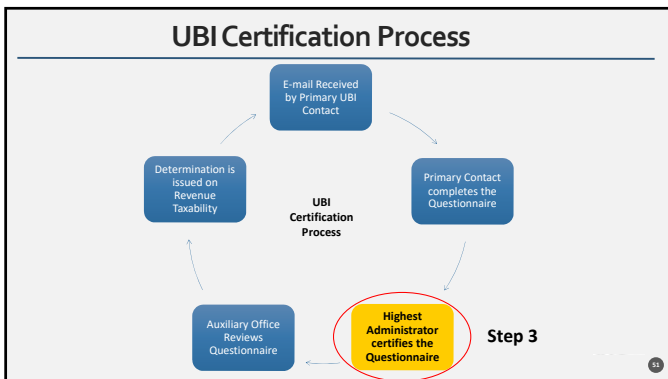 UBI Certification Process
E-mail Received
by Primary UBI
Contact
Primary Contact
completes the
Questionnaire
Highest
Administrator
certifies the
Questionnaire
Step 3
Auxiliary Office
Reviews
Questionnaire
Determination is
issued on
Revenue
Taxability
UBI
Certification
Process
51